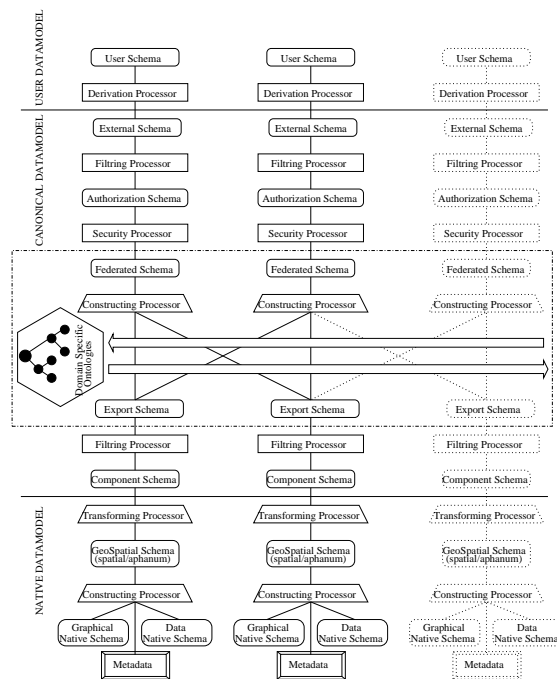 USER DATAMODEL
User Schema User Schema User Schema
Derivation Processor Derivation Processor Derivation Processor
CANONICAL DATAMODEL
External Schema External Schema External Schema
Filtring Processor Filtring Processor Filtring Processor
Authorization Schema Authorization Schema Authorization Schema
Security Processor Security Processor Security Processor
Federated Schema Federated Schema Federated Schema
Constructing Processor Constructing Processor Constructing Processor
Domain Specific
Ontologies
Export Schema Export Schema Export Schema
Filtring Processor Filtring Processor Filtring Processor
Component Schema Component Schema Component Schema
NATIVE DATAMODEL
Transforming Processor Transforming Processor Transforming Processor
GeoSpatial Schema GeoSpatial Schema GeoSpatial Schema
(spatial/aphanum) (spatial/aphanum) (spatial/aphanum)
Constructing Processor Constructing Processor Constructing Processor
Graphical Data Graphical Data Graphical Data
Native Schema Native Schema Native Schema Native Schema Native Schema Native Schema
Metadata Metadata Metadata